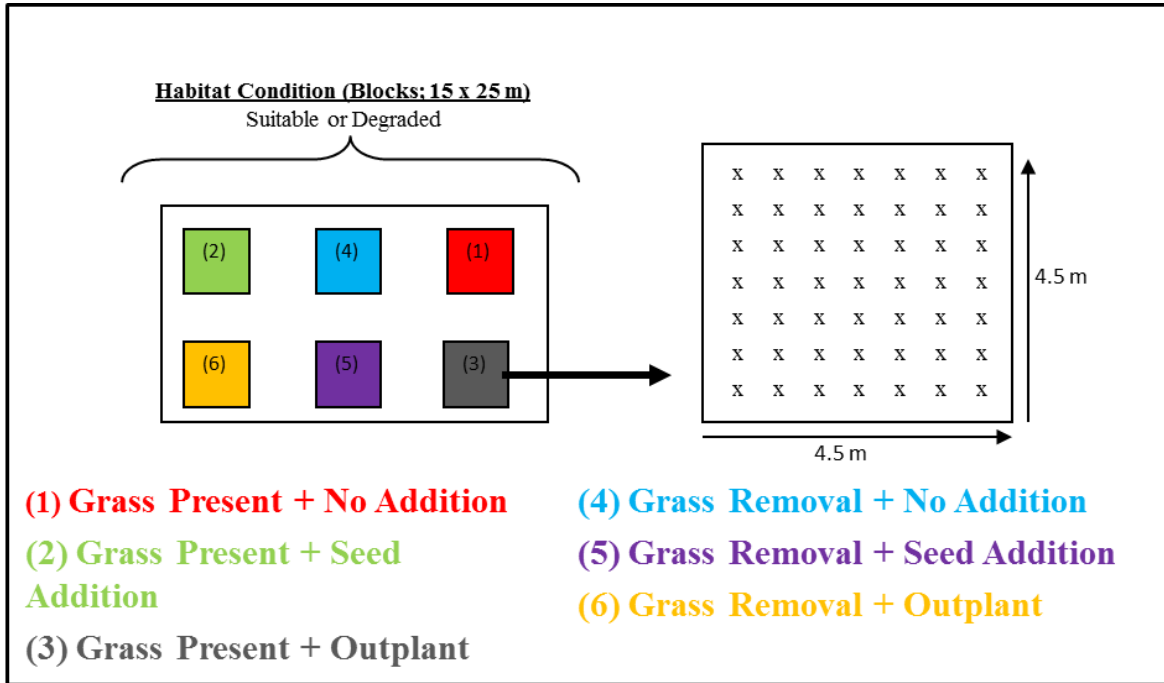 Habitat Condition (Blocks; 15 x 25 m)
Suitable or Degraded
(2) (4) (1)
(6) (5) (3)
x x x x x x x
x x x x x x x
x x x x x x x
x x x x x x x
x x x x x x x
x x x x x x x
x x x x x x x
4.5 m
4.5 m
(1) Grass Present + No Addition
(2) Grass Present + Seed
Addition
(3) Grass Present + Outplant
(4) Grass Removal + No Addition
(5) Grass Removal + Seed Addition
(6) Grass Removal + Outplant